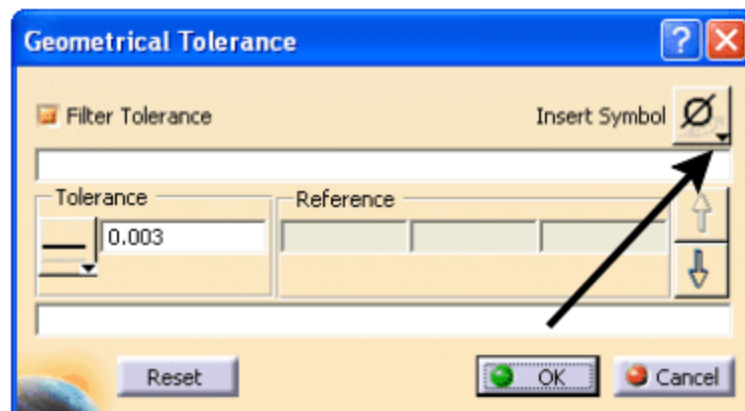 Geometrical Tolerance
Filter Tolerance
Insert Symbol Ø
Tolerance
Reference
0.003
Reset
OK
Cancel